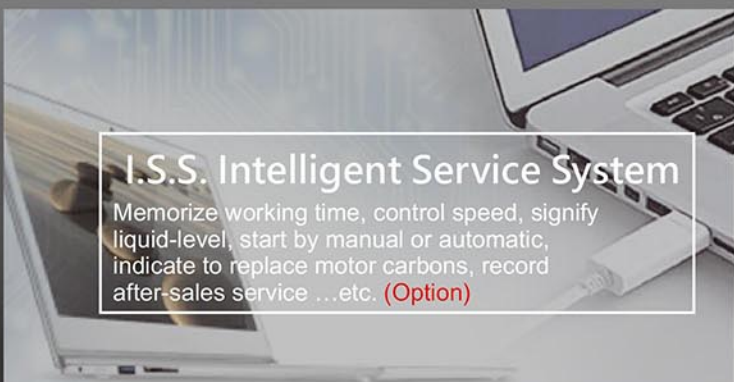 I.S.S. Intelligent Service System
Memorize working time, control speed, signify
liquid-level, start by manual or automatic,
indicate to replace motor carbons, record
after-sales service ...etc. (Option)